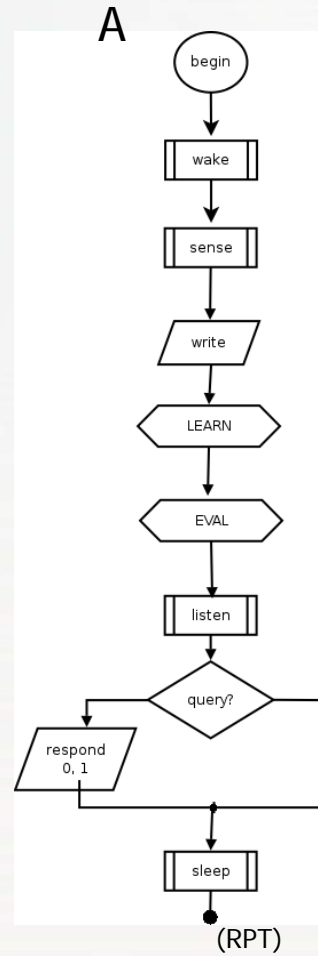 A
begin
wake
sense
write
LEARN
EVAL
listen
query?
respond
0, 1
sleep
(RPT)